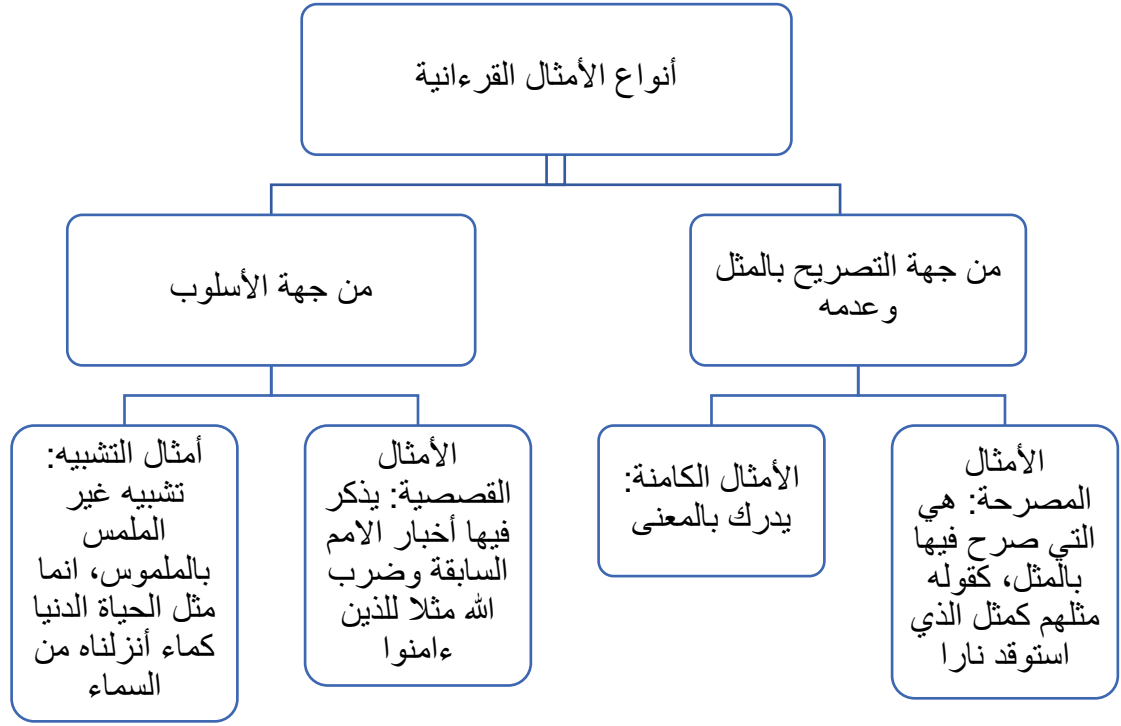 أنواع الأمثال القرءانية
من جهة التصريح بالمثل
وعدمه
من جهة الأسلوب
الأمثال
المصرحة: هي
التي صرح فيها
بالمثل، كقوله
مثلهم كمثل الذي
استوقد نارا
الأمثال الكامنة:
يدرك بالمعنى
الأمثال
القصصية: يذكر
فيها أخبار الامم
السابقة وضرب
الله مثلا للذين
ءامنوا
أمثال التشبيه:
تشبيه غير
الملمس
بالملموس، انما
مثل الحياة الدنيا
كماء أنزلناه من
السماء